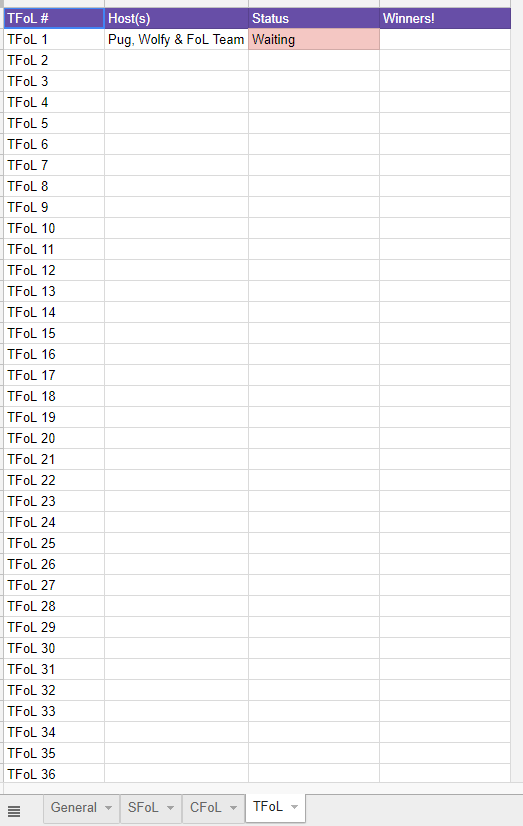 TFoL # Host(s) Status Winners!
TFoL 1 Pug, Wolfy & FoL Team Waiting
TFoL 2
TFoL 3
TFoL 4
TFoL 5
TFoL 6
TFoL 7
TFoL 8
TFoL 9
TFoL 10
TFoL 11
TFoL 12
TFoL 13
TFoL 14
TFoL 15
TFoL 16
TFoL 17
TFoL 18
TFoL 19
TFoL 20
TFoL 21
TFoL 22
TFoL 23
TFoL 24
TFoL 25
TFoL 26
TFoL 27
TFoL 28
TFoL 29
TFoL 30
TFoL 31
TFoL 32
TFoL 33
TFoL 34
TFoL 35
TFoL 36
General SFoL CFoL TFoL